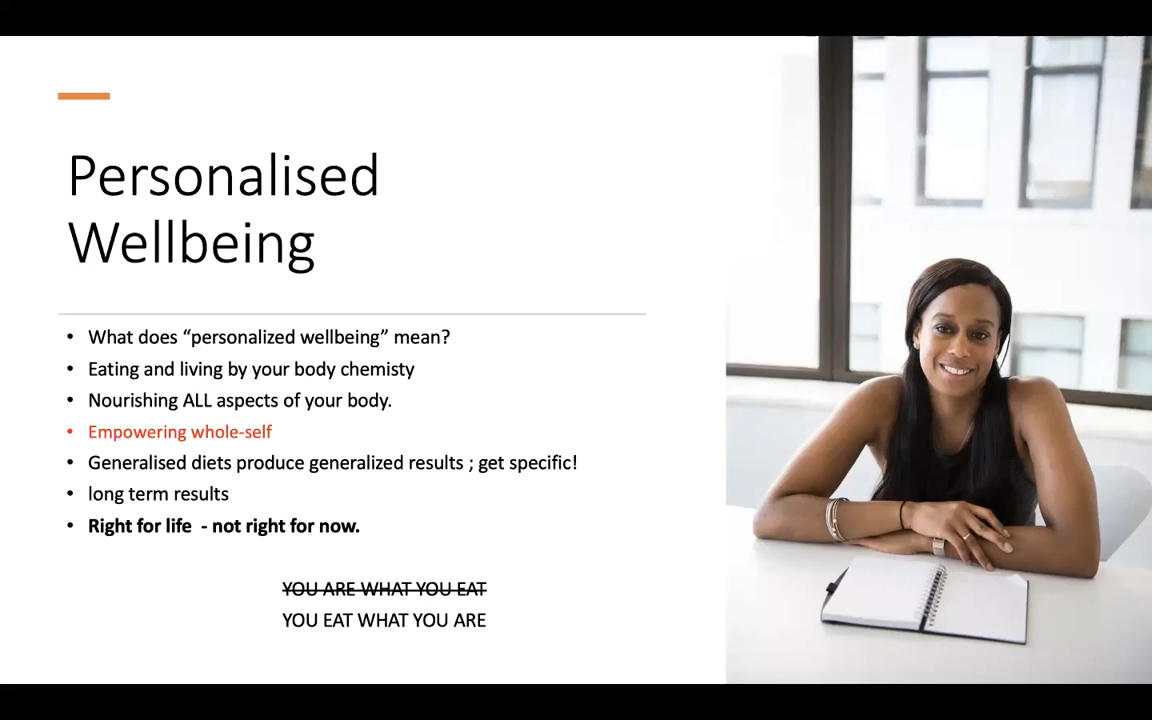 Personalised
Wellbeing
• What does “personalized wellbeing” mean?
• Eating and living by your body chemisty
• Nourishing ALL aspects of your body.
• Empowering whole-self
• Generalised diets produce generalized results ; get specific!
• long term results
• Right for life - not right for now.
YOU ARE WHAT YOU EAT
YOU EAT WHAT YOU ARE